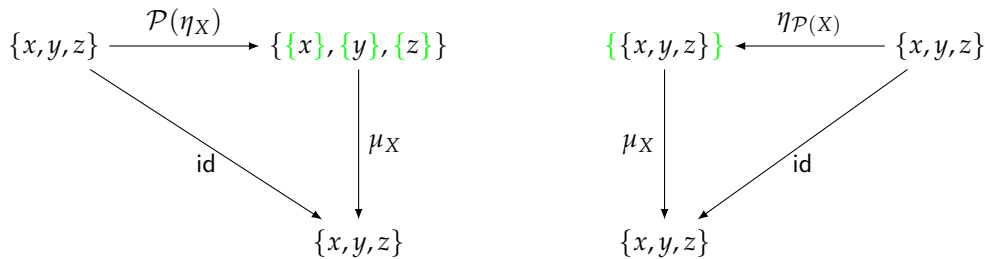 𝒫(η_X) η_{𝒫(X)}
{x, y, z} {{x}, {y}, {z}} {{x, y, z}} {x, y, z}
μ_X μ_X
id id
{x, y, z} {x, y, z}